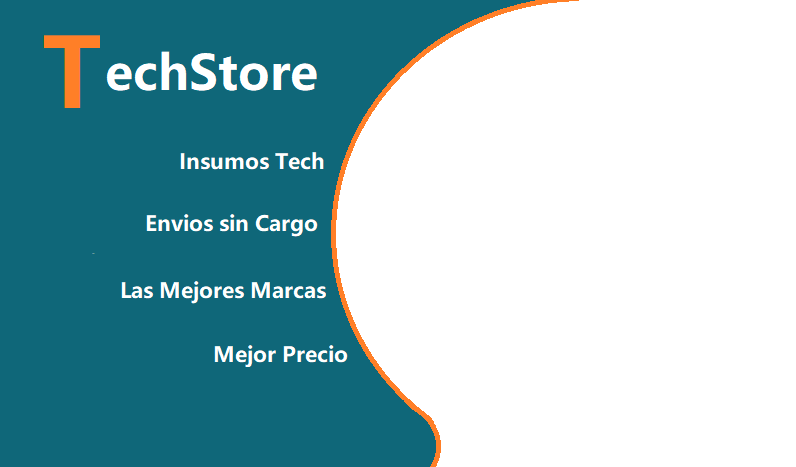 TechStore
Insumos Tech
Envios sin Cargo
Las Mejores Marcas
Mejor Precio